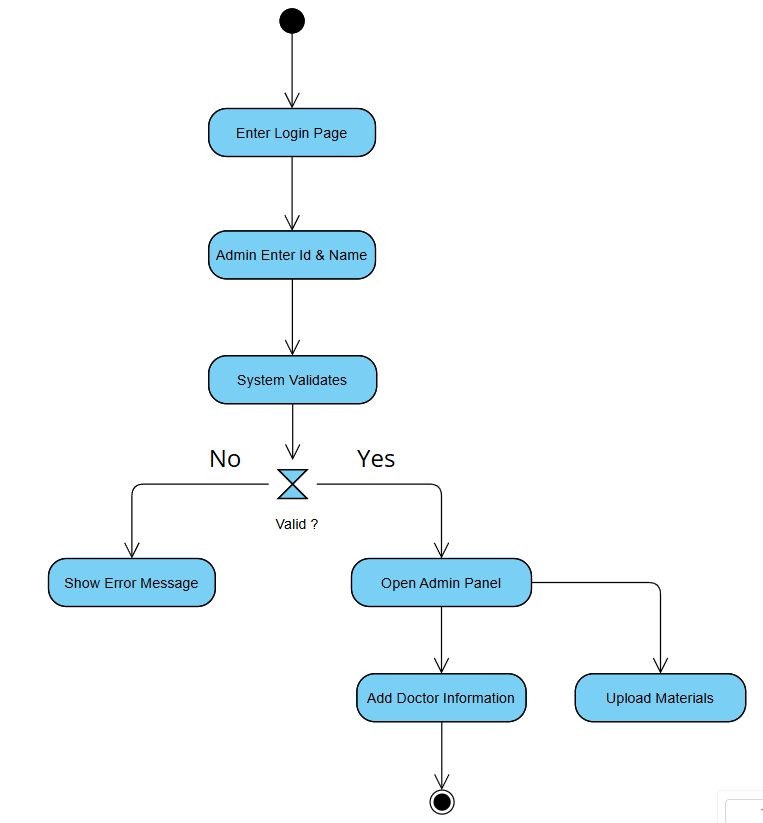 Enter Login Page
Admin Enter Id & Name
System Validates
No
Yes
Valid ?
Show Error Message
Open Admin Panel
Add Doctor Information
Upload Materials